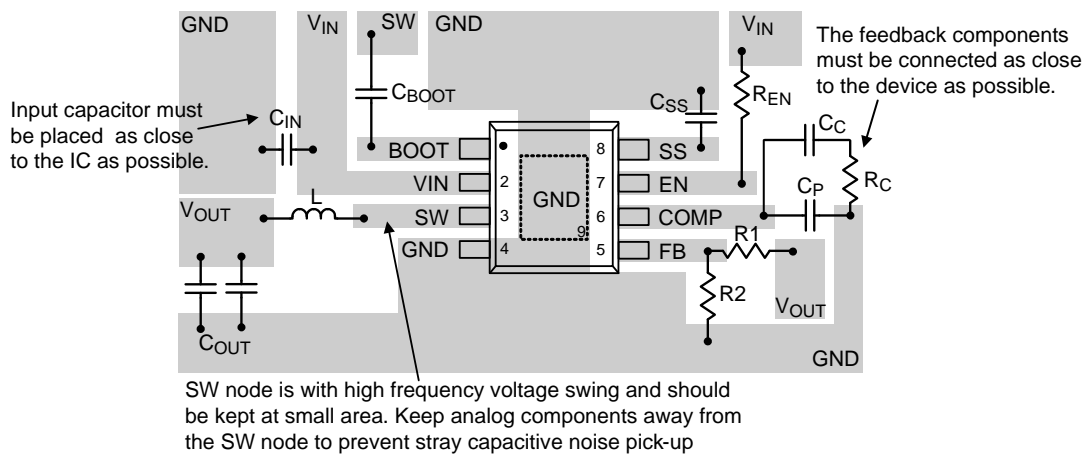 GND
VIN
SW
GND
VIN
The feedback components
must be connected as close
to the device as possible.
Input capacitor must
be placed as close
to the IC as possible.
CIN
CBOOT
CSS
REN
CC
RC
CP
BOOT
VIN
SW
GND
2
3
4
GND
9
8
7
6
5
SS
EN
COMP
FB
VOUT
L
R1
R2
VOUT
COUT
GND
SW node is with high frequency voltage swing and should
be kept at small area. Keep analog components away from
the SW node to prevent stray capacitive noise pick-up